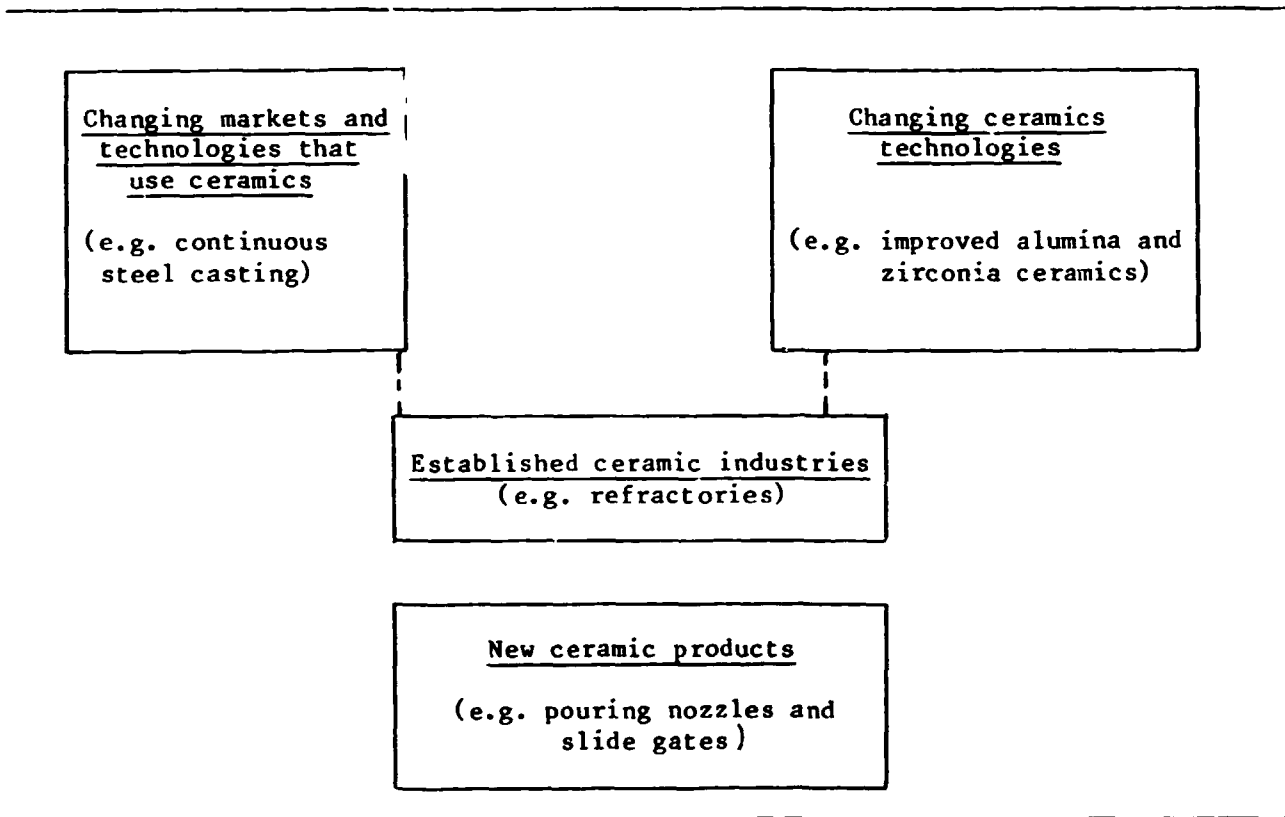 Changing markets and
technologies that
use ceramics
(e.g. continuous
steel casting)
Changing ceramics
technologies
(e.g. improved alumina and
zirconia ceramics)
Established ceramic industries
(e.g. refractories)
New ceramic products
(e.g. pouring nozzles and
slide gates)